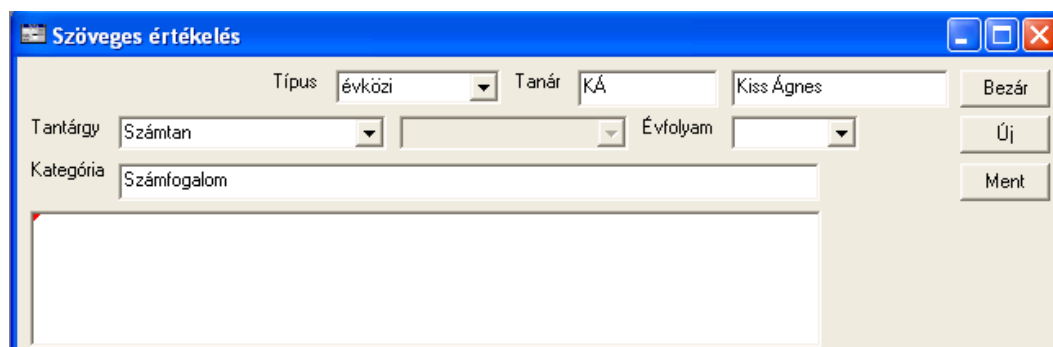 Szöveges értékelés
Típus évközi Tanár KÁ Kiss Ágnes Bezár
Tantárgy Számtan Évfolyam Új
Kategória Számfogalom Ment